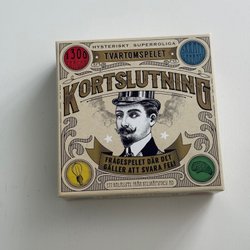 HYSTERISKT SUPERROLIGA
TVÄRTOMSPELET
KORTSLUTNING
FRÅGESPELET DÄR DET
GÄLLER ATT SVARA FEL!